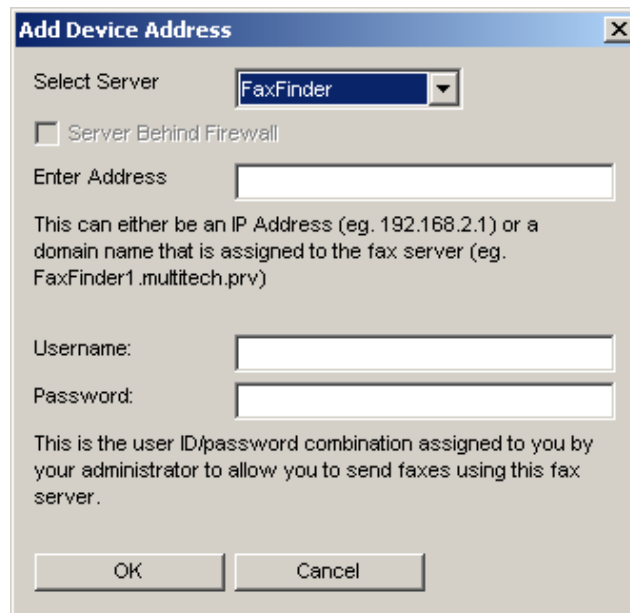 Add Device Address
Select Server
FaxFinder
Server Behind Firewall
Enter Address
This can either be an IP Address (eg. 192.168.2.1) or a
domain name that is assigned to the fax server (eg.
FaxFinder1.multitech.prv)
Username:
Password:
This is the user ID/password combination assigned to you by
your administrator to allow you to send faxes using this fax
server.
OK
Cancel